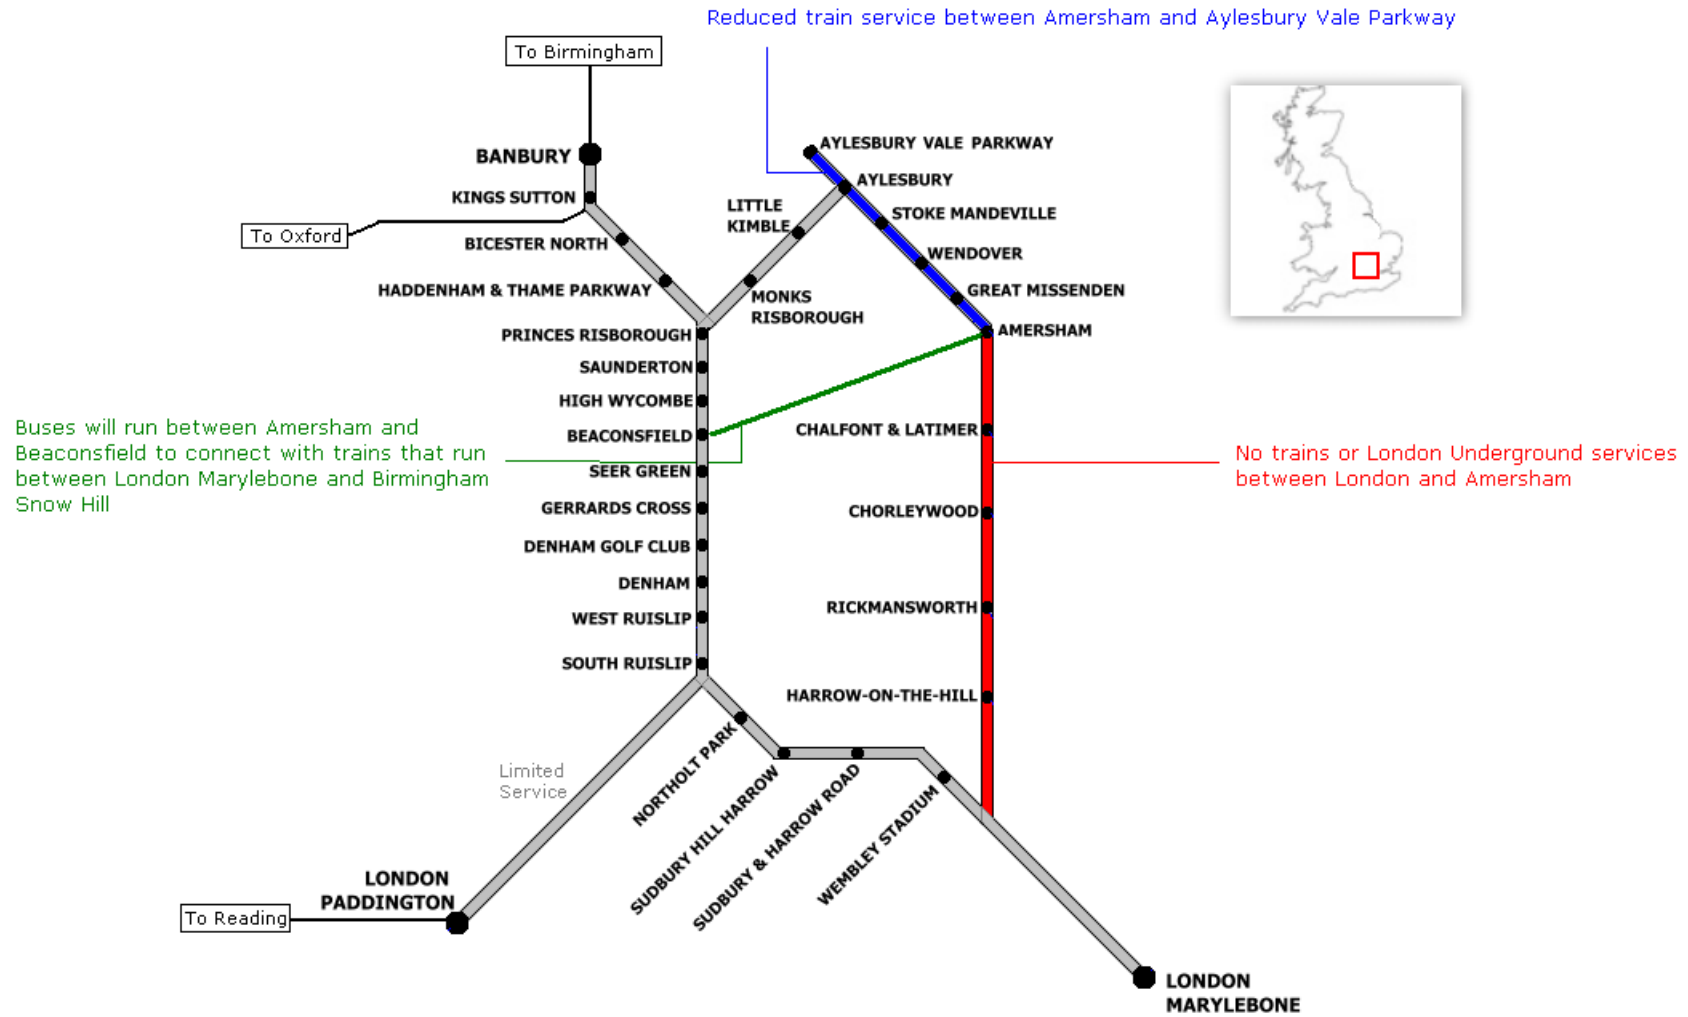 Reduced train service between Amersham and Aylesbury Vale Parkway
To Birmingham
AYLESBURY VALE PARKWAY
BANBURY
AYLESBURY
KINGS SUTTON
LITTLE
KIMBLE
STOKE MANDEVILLE
To Oxford
BICESTER NORTH
WENDOVER
HADDENHAM & THAME PARKWAY
MONKS
RISBOROUGH
GREAT MISSENDEN
PRINCES RISBOROUGH
AMERSHAM
SAUNDERTON
HIGH WYCOMBE
Buses will run between Amersham and
Beaconsfield to connect with trains that run
between London Marylebone and Birmingham
Snow Hill
BEACONSFIELD
CHALFONT & LATIMER
No trains or London Underground services
between London and Amersham
SEER GREEN
GERRARDS CROSS
CHORLEYWOOD
DENHAM GOLF CLUB
DENHAM
RICKMANSWORTH
WEST RUISLIP
SOUTH RUISLIP
HARROW-ON-THE-HILL
NORTHOLT PARK
SUDBURY HILL HARROW
SUDBURY & HARROW ROAD
WEMBLEY STADIUM
Limited
Service
LONDON
PADDINGTON
To Reading
LONDON
MARYLEBONE